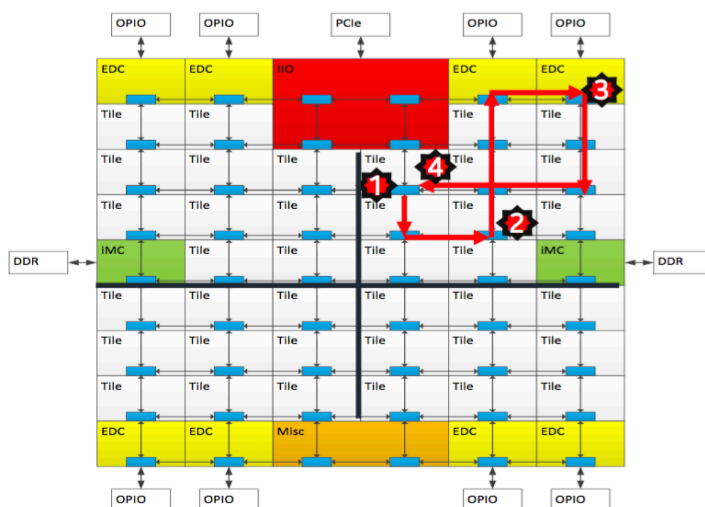 OPIO OPIO PCIe OPIO OPIO
EDC EDC IIO EDC EDC
3
Tile Tile Tile Tile
Tile Tile Tile Tile Tile Tile
4
1
Tile Tile Tile Tile Tile Tile
2
iMC Tile Tile Tile Tile iMC
DDR DDR
Tile Tile Tile Tile Tile Tile
Tile Tile Tile Tile Tile Tile
Tile Tile Tile Tile Tile Tile
EDC EDC Misc EDC EDC
OPIO OPIO OPIO OPIO